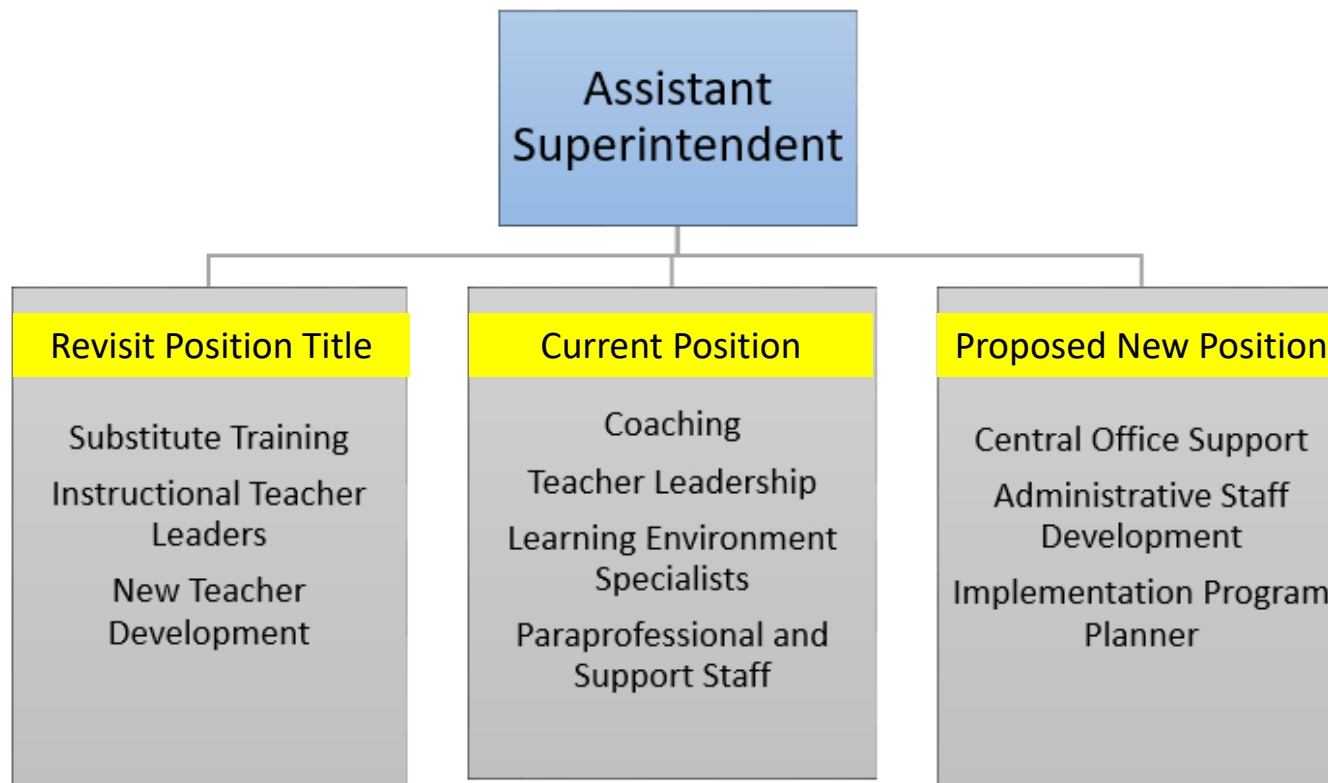 Assistant
Superintendent
Revisit Position Title
Substitute Training
Instructional Teacher
Leaders
New Teacher
Development
Current Position
Coaching
Teacher Leadership
Learning Environment
Specialists
Paraprofessional and
Support Staff
Proposed New Position
Central Office Support
Administrative Staff
Development
Implementation Program
Planner